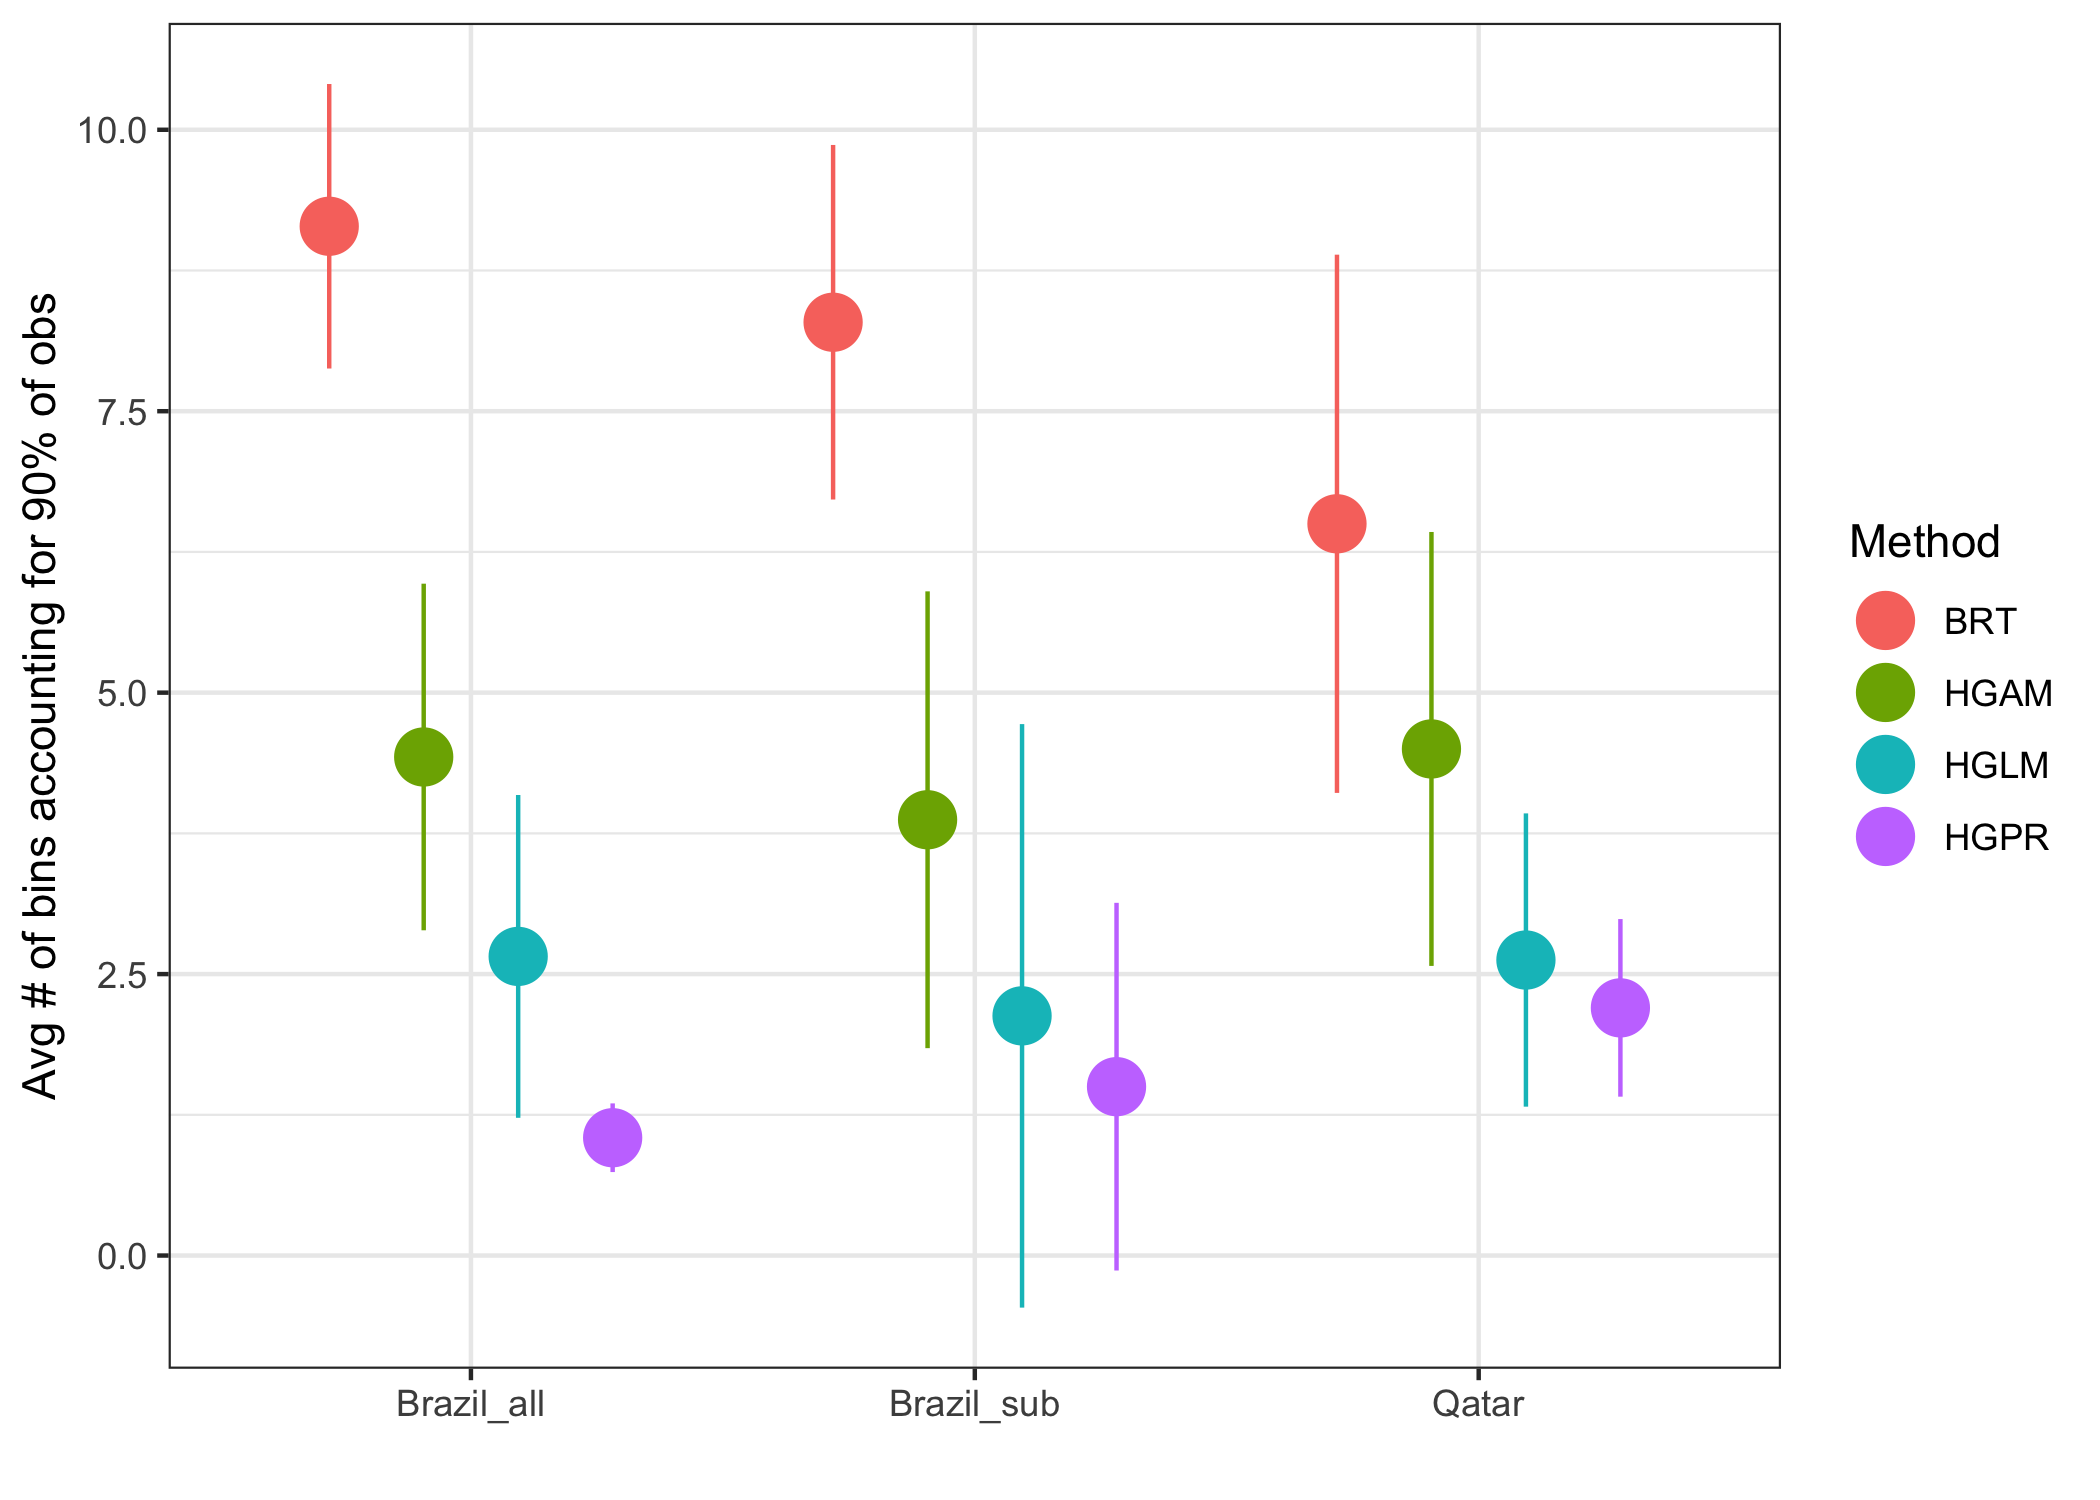 Avg # of bins accounting for 90% of obs
10.0
7.5
5.0
2.5
0.0
Brazil_all
Brazil_sub
Qatar
Method
BRT
HGAM
HGLM
HGPR